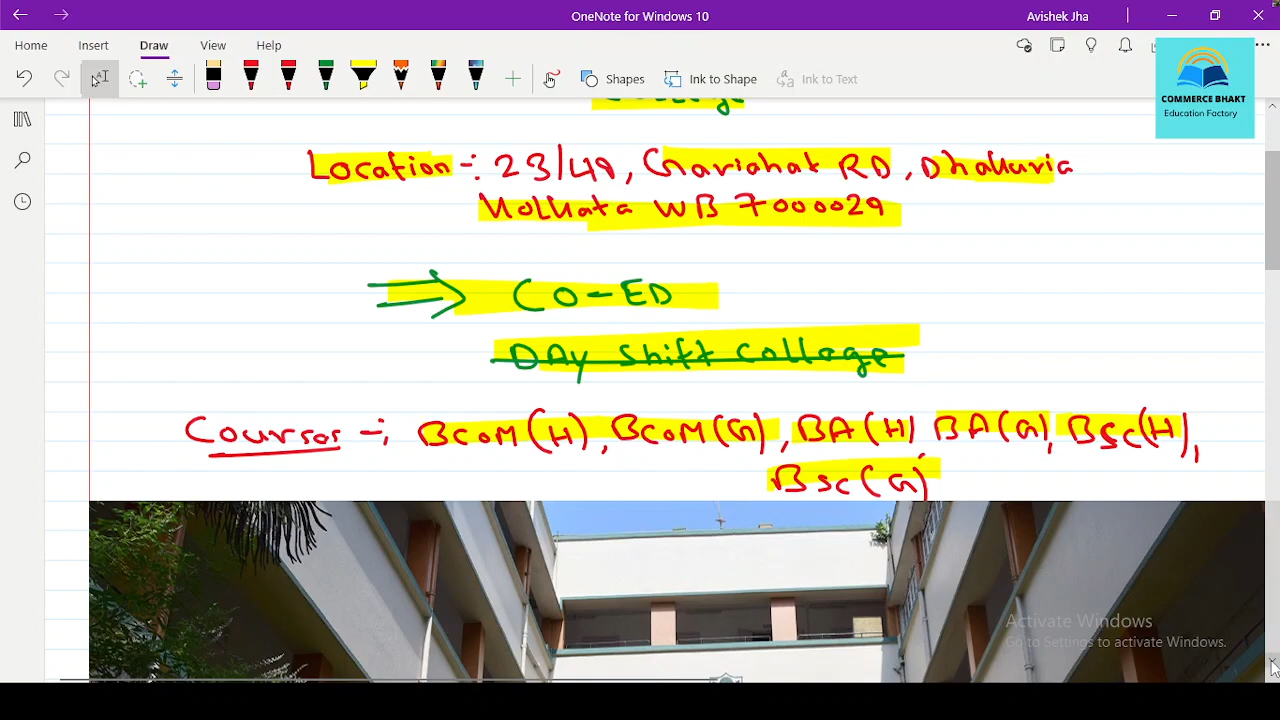 OneNote for Windows 10
Avishek Jha
Home Insert Draw View Help
Shapes Ink to Shape Ink to Text
COMMERCE BHAKT
Education Factory
Location -: 23/49, Gariahat RD, Dhakuria
Kolkata WB 7000029
CO-ED
DAy Shift College
Courses -: BCOM(H), BCOM(G), BA(H), BA(G), BSC(H),
BSC(G)
Activate Windows
Go to Settings to activate Windows.